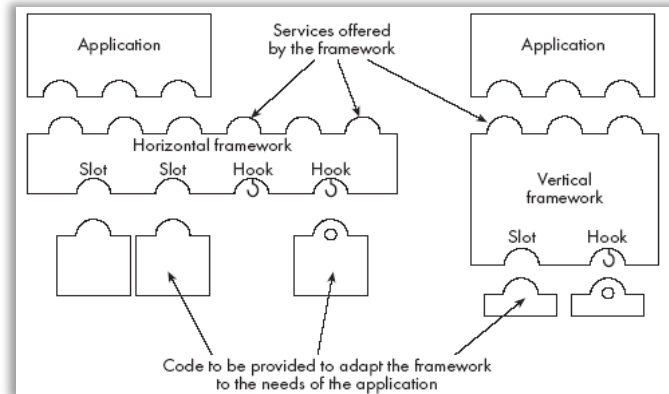 Application
Services offered
by the framework
Application
Horizontal framework
Slot
Slot
Hook
Hook
Vertical
framework
Slot
Hook
Code to be provided to adapt the framework
to the needs of the application